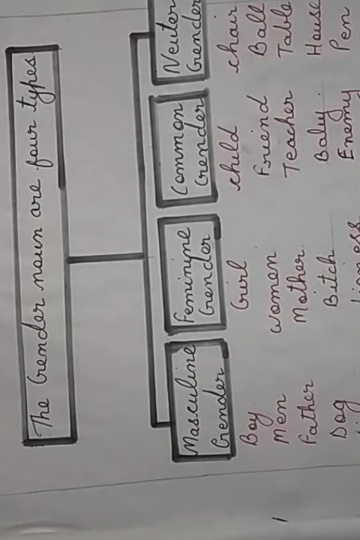 The Gender noun are four types
Masculine Gender
Feminine Gender
Common Gender
Neuter Gender
Boy Girl child chair
Men women Friend Ball
Father Mother Teacher Table
Dog Bitch Baby House
Enemy Pen
Lioness